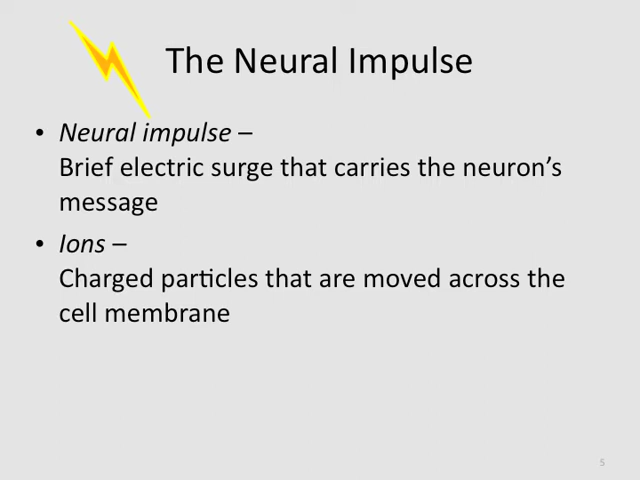 The Neural Impulse
• Neural impulse –
Brief electric surge that carries the neuron's
message
• Ions –
Charged particles that are moved across the
cell membrane
5